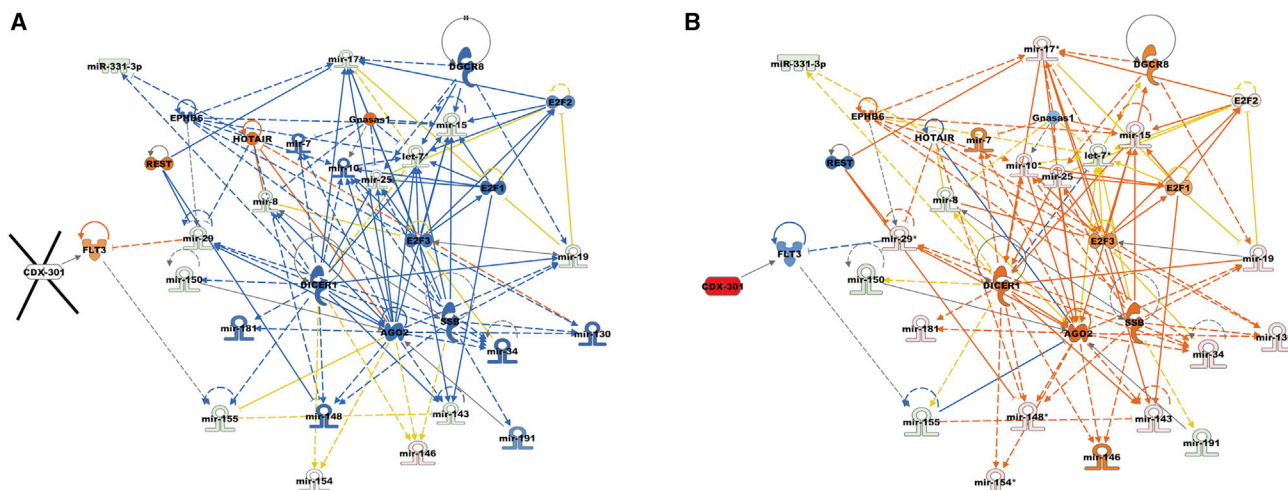 A
miR-331-3p
mir-17*
DGCR8
EPHB6
Gnasas1
E2F2
HOTAIR
mir-7
mir-15
REST
mir-10
let-7*
mir-25
mir-8
E2F1
mir-29
E2F3
FLT3
CDX-301
mir-150
mir-19
DICER1
mir-181
AGO2
SSB
mir-130
mir-34
mir-155
mir-148
mir-143
mir-191
mir-146
mir-154
B
miR-331-3p
mir-17*
DGCR8
EPHB6
Gnasas1
E2F2
HOTAIR
mir-7
mir-15
REST
mir-10*
let-7*
mir-25
mir-8
E2F1
mir-29*
E2F3
FLT3
CDX-301
mir-150
mir-19
DICER1
mir-181
AGO2
SSB
mir-34
mir-155
mir-148*
mir-143
mir-191
mir-146
mir-154*